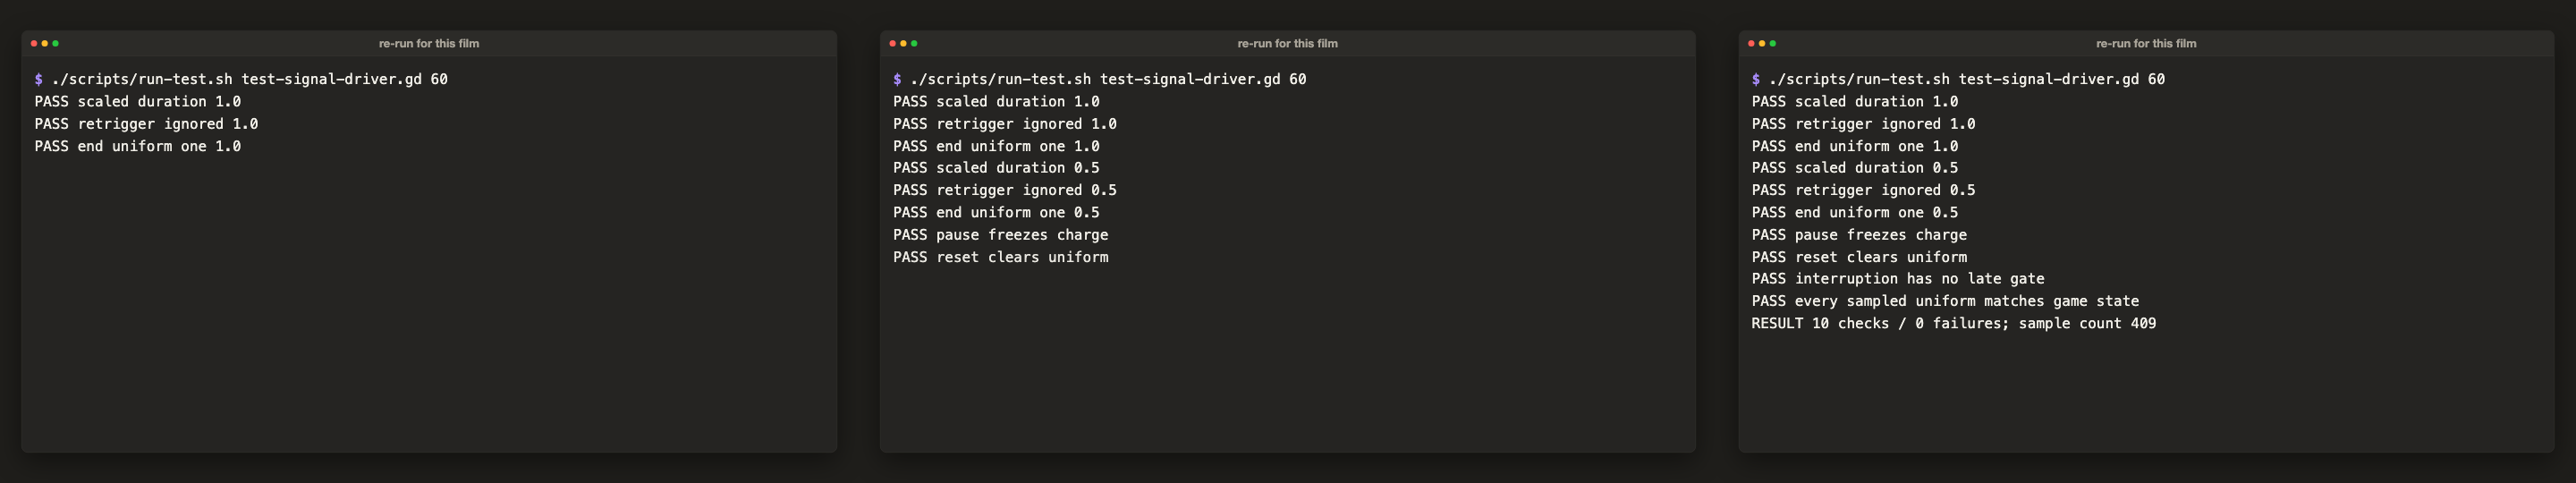 re-run for this film
$ ./scripts/run-test.sh test-signal-driver.gd 60
PASS scaled duration 1.0
PASS retrigger ignored 1.0
PASS end uniform one 1.0
re-run for this film
$ ./scripts/run-test.sh test-signal-driver.gd 60
PASS scaled duration 1.0
PASS retrigger ignored 1.0
PASS end uniform one 1.0
PASS scaled duration 0.5
PASS retrigger ignored 0.5
PASS end uniform one 0.5
PASS pause freezes charge
PASS reset clears uniform
re-run for this film
$ ./scripts/run-test.sh test-signal-driver.gd 60
PASS scaled duration 1.0
PASS retrigger ignored 1.0
PASS end uniform one 1.0
PASS scaled duration 0.5
PASS retrigger ignored 0.5
PASS end uniform one 0.5
PASS pause freezes charge
PASS reset clears uniform
PASS interruption has no late gate
PASS every sampled uniform matches game state
RESULT 10 checks / 0 failures; sample count 409